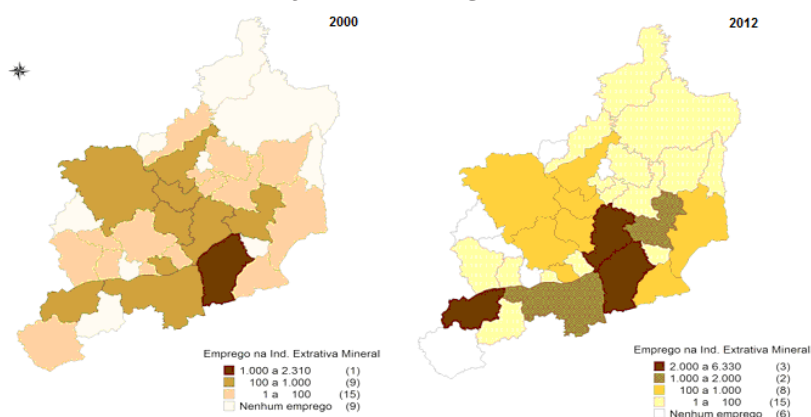 2000
2012
Emprego na Ind. Extrativa Mineral
1.000 a 2.310 (1)
100 a 1.000 (9)
1 a 100 (15)
Nenhum emprego (9)
Emprego na Ind. Extrativa Mineral
2.000 a 6.330 (3)
1.000 a 2.000 (2)
100 a 1.000 (8)
1 a 100 (15)
Nenhum emprego (6)